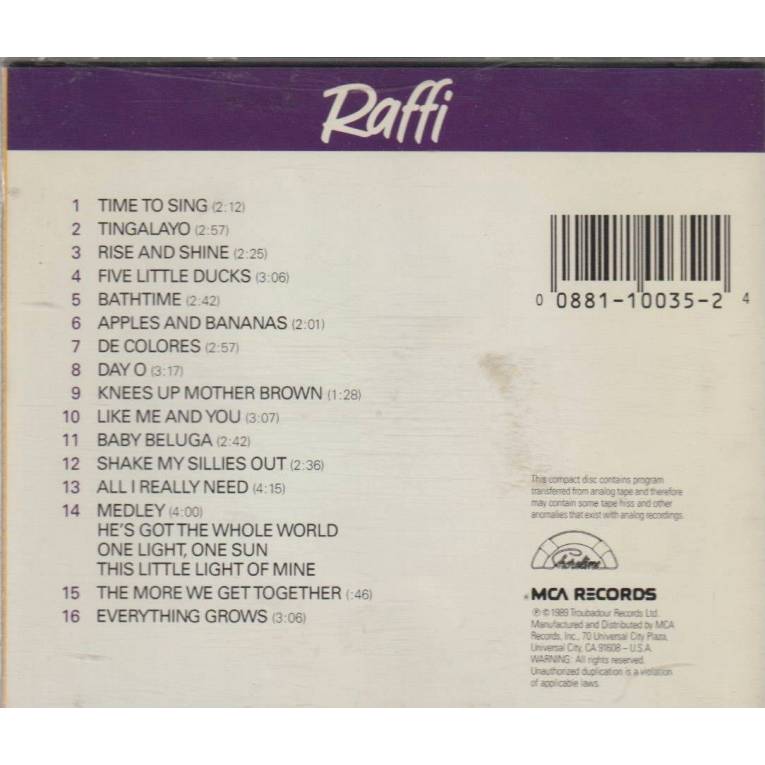 Raffi
1 TIME TO SING (2:12)
2 TINGALAYO (2:57)
3 RISE AND SHINE (2:25)
4 FIVE LITTLE DUCKS (3:06)
5 BATHTIME (2:42)
6 APPLES AND BANANAS (2:01)
7 DE COLORES (2:57)
8 DAY O (3:17)
9 KNEES UP MOTHER BROWN (1:28)
10 LIKE ME AND YOU (3:07)
11 BABY BELUGA (2:42)
12 SHAKE MY SILLIES OUT (2:36)
13 ALL I REALLY NEED (4:15)
14 MEDLEY (4:00)
HE'S GOT THE WHOLE WORLD
ONE LIGHT, ONE SUN
THIS LITTLE LIGHT OF MINE
15 THE MORE WE GET TOGETHER (:46)
16 EVERYTHING GROWS (3:06)
0 0881-10035-2 4
This compact disc contains program
transferred from analog tape and therefore
may contain some tape hiss and other
anomalies that exist with analog recordings.
Shoreline
MCA RECORDS
℗ © 1989 Troubadour Records Ltd.
Manufactured and Distributed by MCA
Records, Inc., 70 Universal City Plaza,
Universal City, CA 91608 – U.S.A.
WARNING: All rights reserved.
Unauthorized duplication is a violation
of applicable laws.